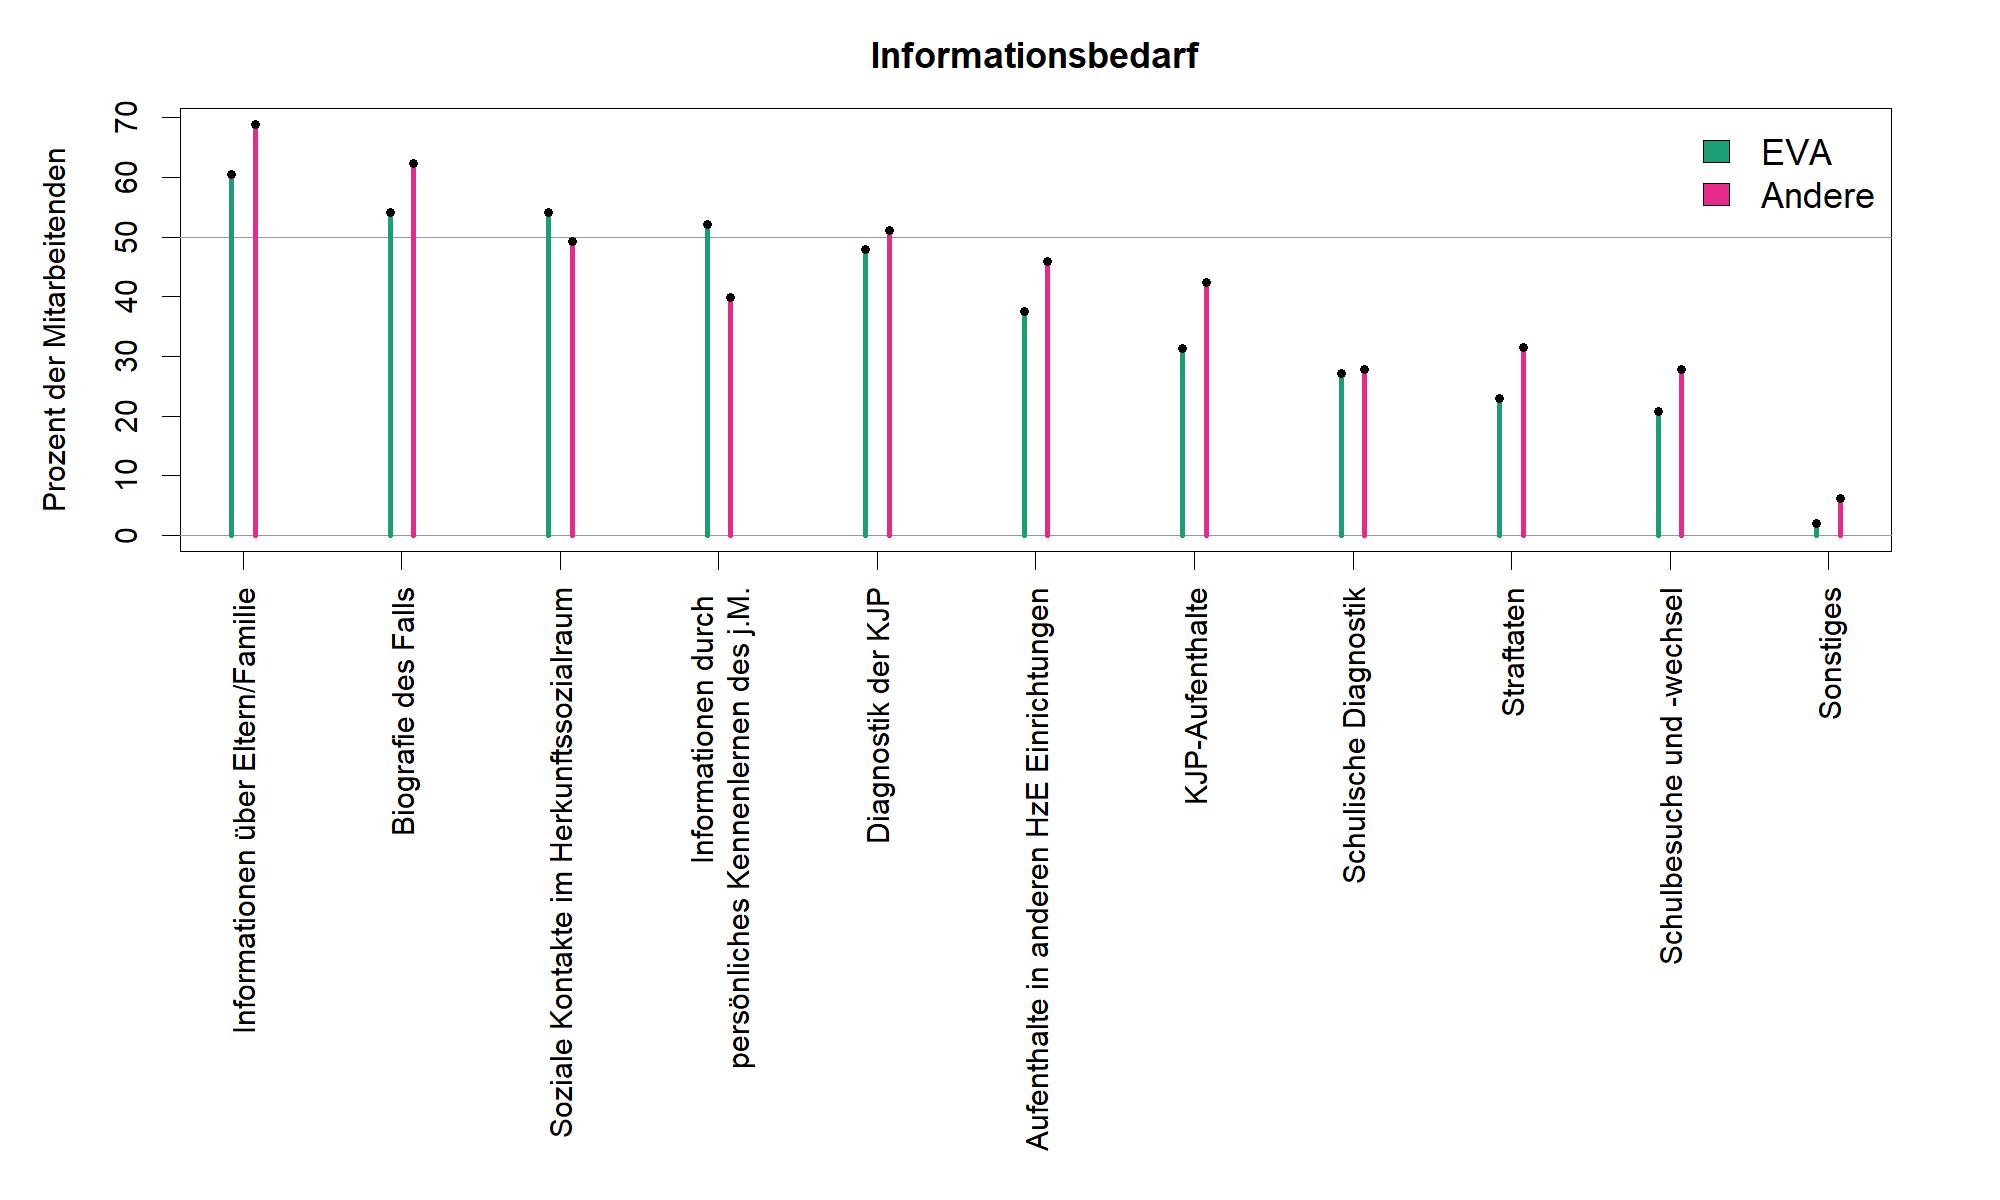 Informationsbedarf
Prozent der Mitarbeitenden
70
60
50
40
30
20
10
0
EVA
Andere
Informationen über Eltern/Familie
Biografie des Falls
Soziale Kontakte im Herkunftssozialraum
Informationen durch
persönliches Kennenlernen des j.M.
Diagnostik der KJP
Aufenthalte in anderen HzE Einrichtungen
KJP-Aufenthalte
Schulische Diagnostik
Straftaten
Schulbesuche und -wechsel
Sonstiges